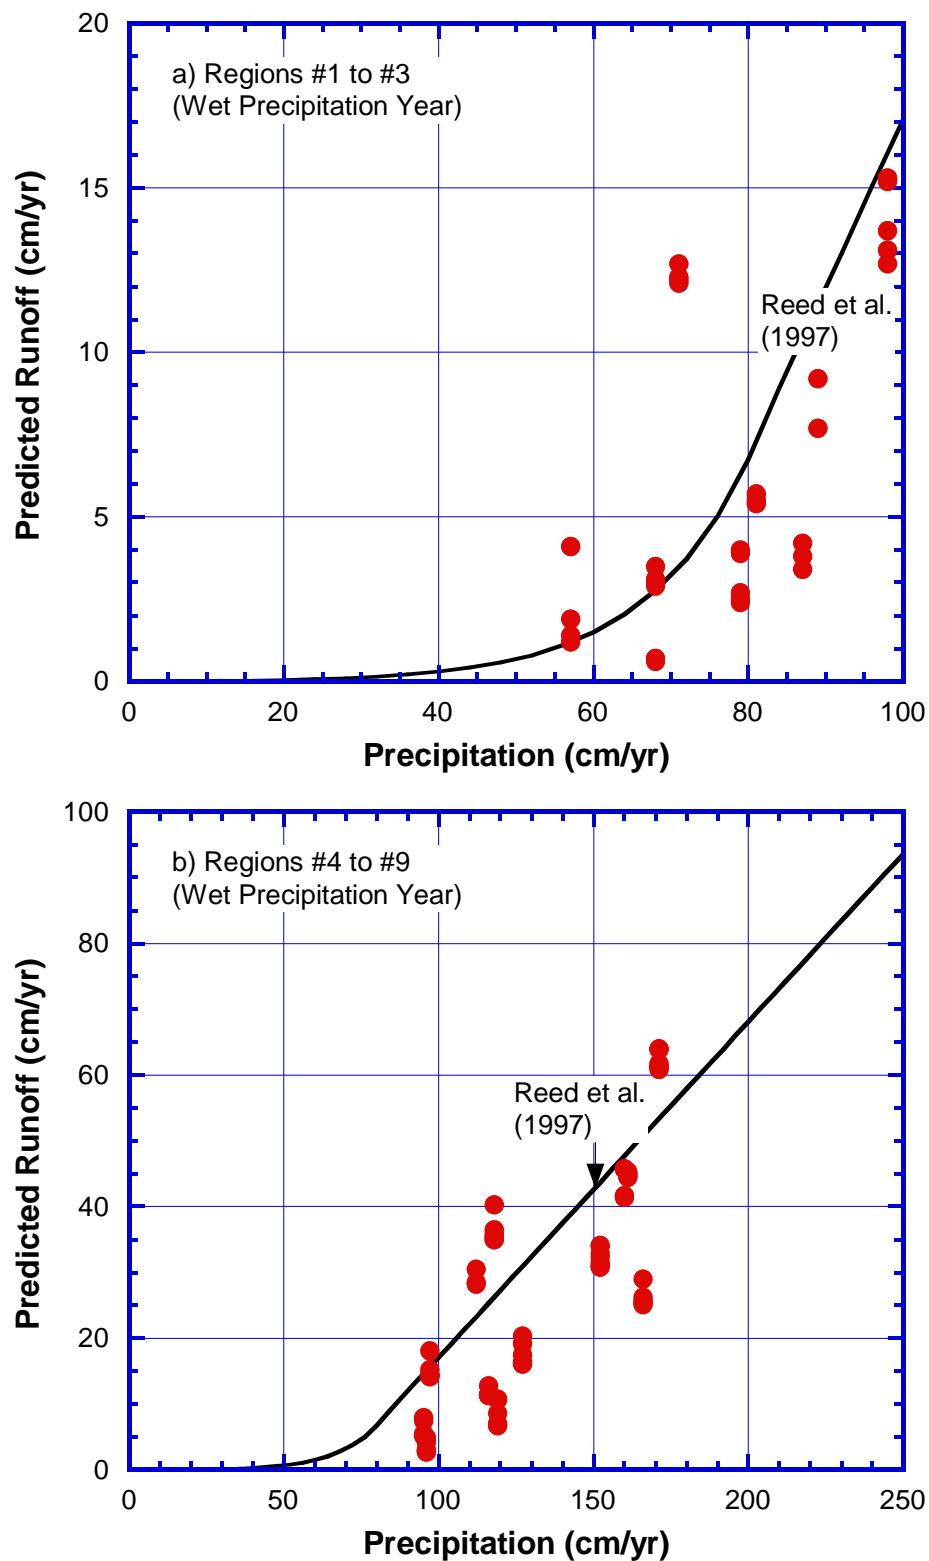 20
15
10
5
0
Predicted Runoff (cm/yr)
a) Regions #1 to #3
(Wet Precipitation Year)
Reed et al.
(1997)
0 20 40 60 80 100
Precipitation (cm/yr)
100
80
60
40
20
0
Predicted Runoff (cm/yr)
b) Regions #4 to #9
(Wet Precipitation Year)
Reed et al.
(1997)
0 50 100 150 200 250
Precipitation (cm/yr)